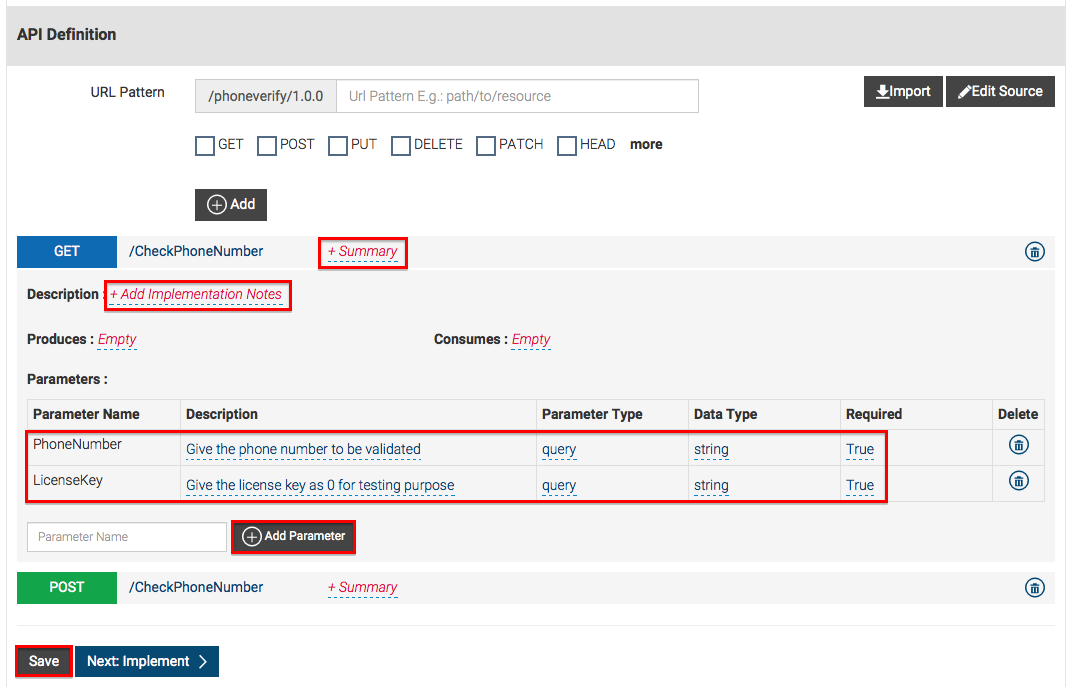 API Definition
URL Pattern /phoneverify/1.0.0 Url Pattern E.g.: path/to/resource Import Edit Source
GET POST PUT DELETE PATCH HEAD more
Add
GET /CheckPhoneNumber + Summary
Description : + Add Implementation Notes
Produces : Empty Consumes : Empty
Parameters :
Parameter Name Description Parameter Type Data Type Required Delete
PhoneNumber Give the phone number to be validated query string True
LicenseKey Give the license key as 0 for testing purpose query string True
Parameter Name Add Parameter
POST /CheckPhoneNumber + Summary
Save Next: Implement